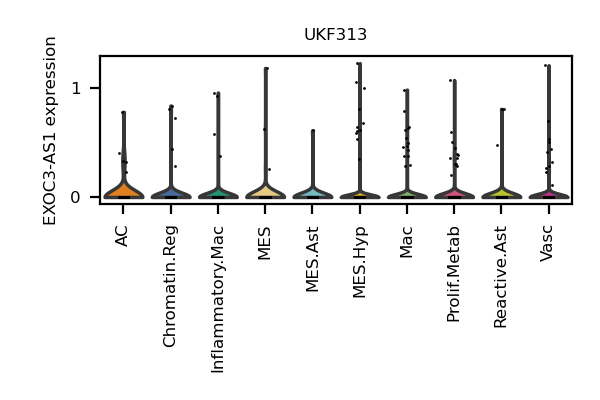 UKF313
EXOC3-AS1 expression
1
0
AC
Chromatin.Reg
Inflammatory.Mac
MES
MES.Ast
MES.Hyp
Mac
Prolif.Metab
Reactive.Ast
Vasc